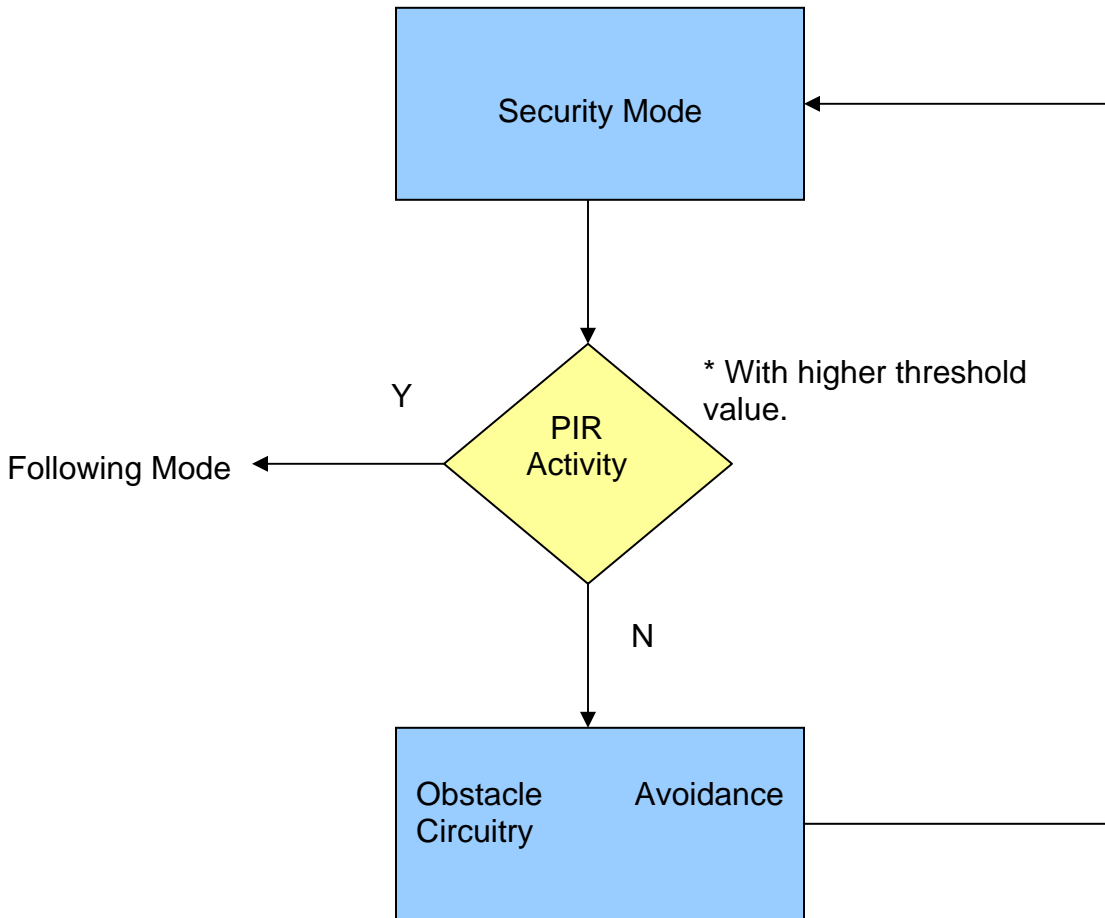 Security Mode
* With higher threshold
value.
Y
PIR
Activity
Following Mode
N
Obstacle Avoidance
Circuitry